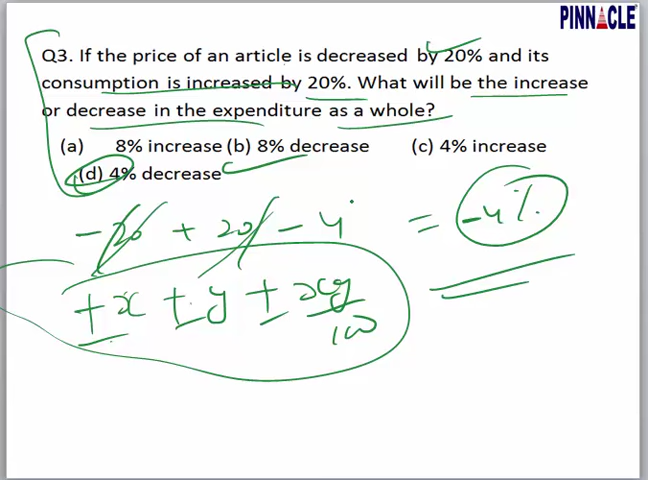 PINNACLE
Q3. If the price of an article is decreased by 20% and its
consumption is increased by 20%. What will be the increase
or decrease in the expenditure as a whole?
(a) 8% increase (b) 8% decrease (c) 4% increase
(d) 4% decrease
- 20 + 20 - 4 = -4%
+ x + y + xy/100